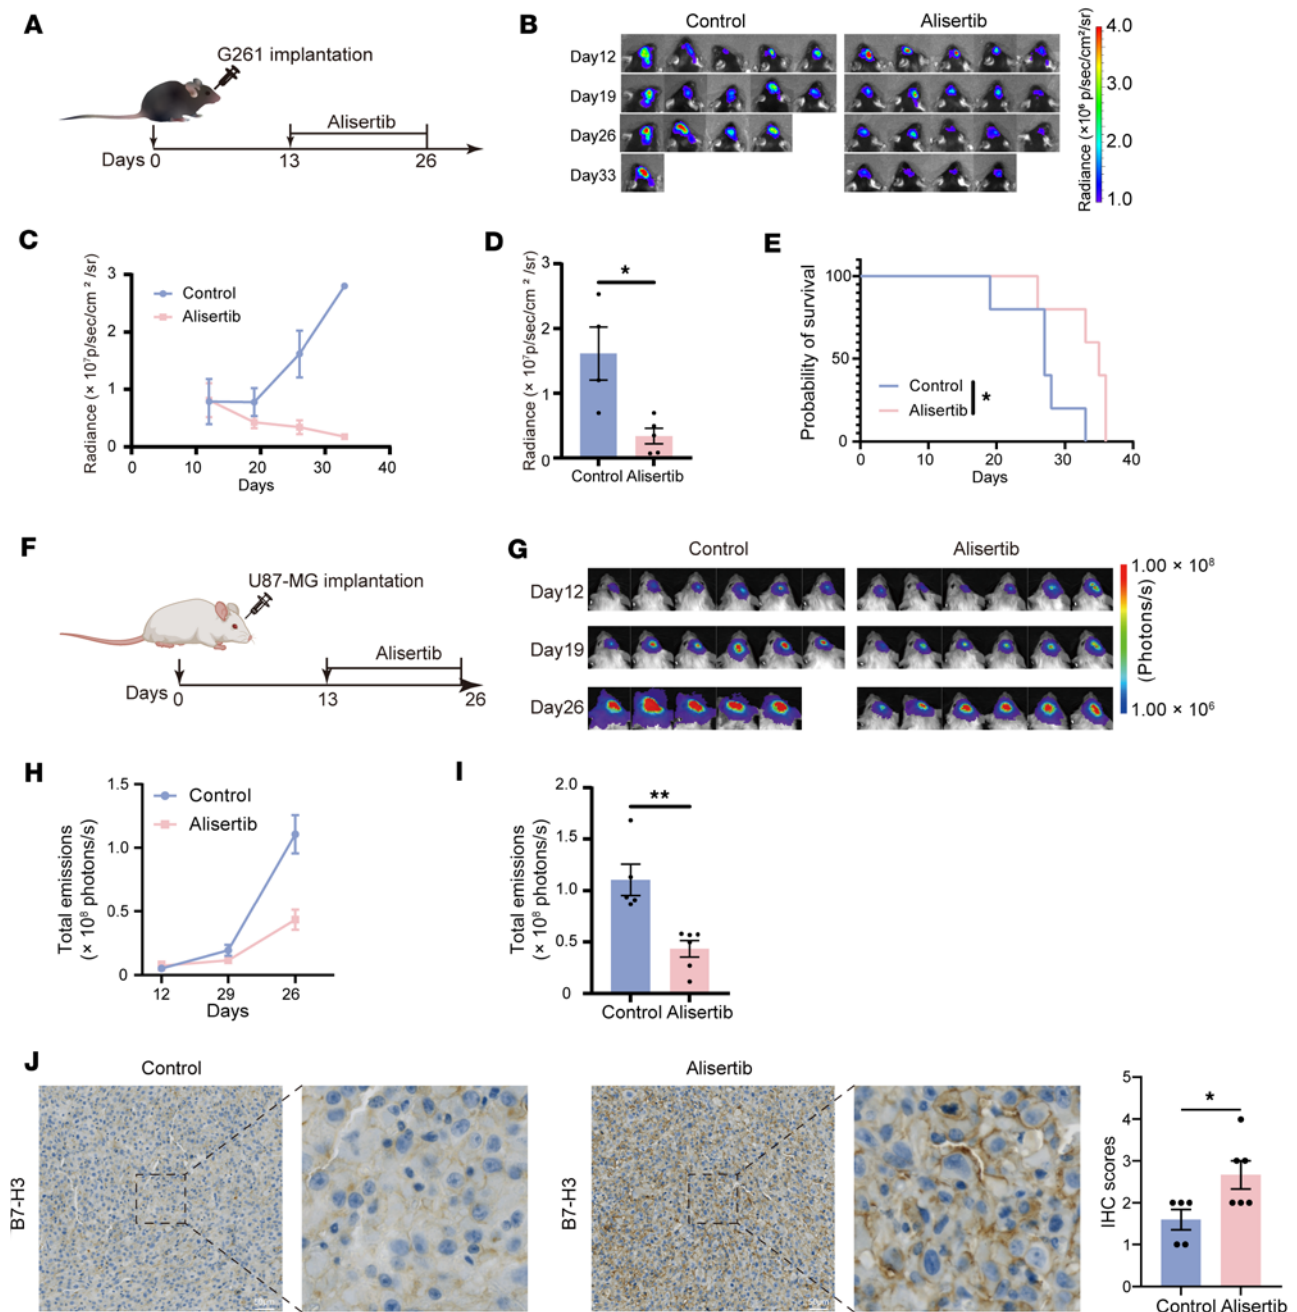 A
G261 implantation
Alisertib
Days 0
13
26
B
Control
Alisertib
Day12
Day19
Day26
Day33
Radiance (×10⁶ p/sec/cm²/sr)
4.0
3.0
2.0
1.0
C
Radiance (× 10⁷p/sec/cm ² /sr)
3
2
1
0
Control
Alisertib
0
10
20
30
40
Days
D
Radiance (× 10⁷p/sec/cm ² /sr)
3
2
1
0
*
Control Alisertib
E
Probability of survival
100
50
0
Control
Alisertib
*
0
10
20
30
40
Days
F
U87-MG implantation
Alisertib
Days 0
13
26
G
Control
Alisertib
Day12
Day19
Day26
1.00 × 10⁸
(Photons/s)
1.00 × 10⁶
H
Total emissions
(× 10⁸ photons/s)
1.5
1.0
0.5
0
Control
Alisertib
12
29
26
Days
I
Total emissions
(× 10⁸ photons/s)
2.0
1.5
1.0
0.5
0
**
Control Alisertib
J
Control
Alisertib
B7-H3
B7-H3
IHC scores
5
4
3
2
1
0
*
Control Alisertib